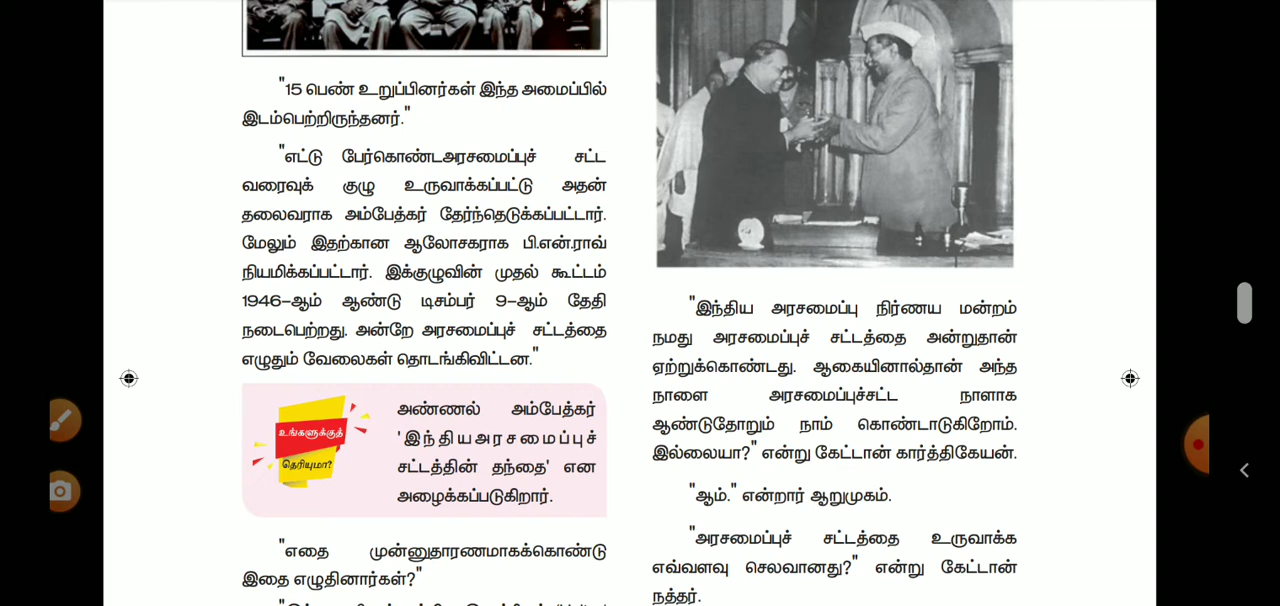 "15 பெண் உறுப்பினர்கள் இந்த அமைப்பில்
இடம்பெற்றிருந்தனர்."
"எட்டு பேர்கொண்டஅரசமைப்புச் சட்ட
வரைவுக் குழு உருவாக்கப்பட்டு அதன்
தலைவராக அம்பேத்கர் தேர்ந்தெடுக்கப்பட்டார்.
மேலும் இதற்கான ஆலோசகராக பி.என்.ராவ்
நியமிக்கப்பட்டார். இக்குழுவின் முதல் கூட்டம்
1946–ஆம் ஆண்டு டிசம்பர் 9–ஆம் தேதி
நடைபெற்றது. அன்றே அரசமைப்புச் சட்டத்தை
எழுதும் வேலைகள் தொடங்கிவிட்டன."
உங்களுக்குத்
தெரியுமா?
அண்ணல் அம்பேத்கர்
'இந்தியஅரசமைப்புச்
சட்டத்தின் தந்தை' என
அழைக்கப்படுகிறார்.
"எதை முன்னுதாரணமாகக்கொண்டு
இதை எழுதினார்கள்?"
"இந்திய அரசமைப்பு நிர்ணய மன்றம்
நமது அரசமைப்புச் சட்டத்தை அன்றுதான்
ஏற்றுக்கொண்டது. ஆகையினால்தான் அந்த
நாளை அரசமைப்புச்சட்ட நாளாக
ஆண்டுதோறும் நாம் கொண்டாடுகிறோம்.
இல்லையா?" என்று கேட்டான் கார்த்திகேயன்.
"ஆம்." என்றார் ஆறுமுகம்.
"அரசமைப்புச் சட்டத்தை உருவாக்க
எவ்வளவு செலவானது?" என்று கேட்டான்
நத்தர்.